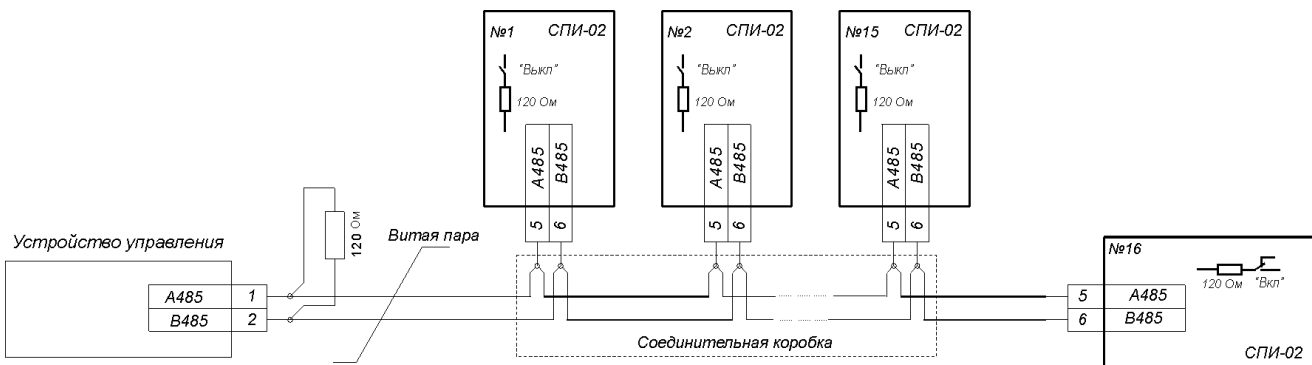 №1 СПИ-02
"Выкл"
120 Ом
A485
B485
5
6
№2 СПИ-02
"Выкл"
120 Ом
A485
B485
5
6
№15 СПИ-02
"Выкл"
120 Ом
A485
B485
5
6
Устройство управления
120 Ом
Витая пара
A485 1
B485 2
Соединительная коробка
№16
120 Ом "Вкл"
5 A485
6 B485
СПИ-02